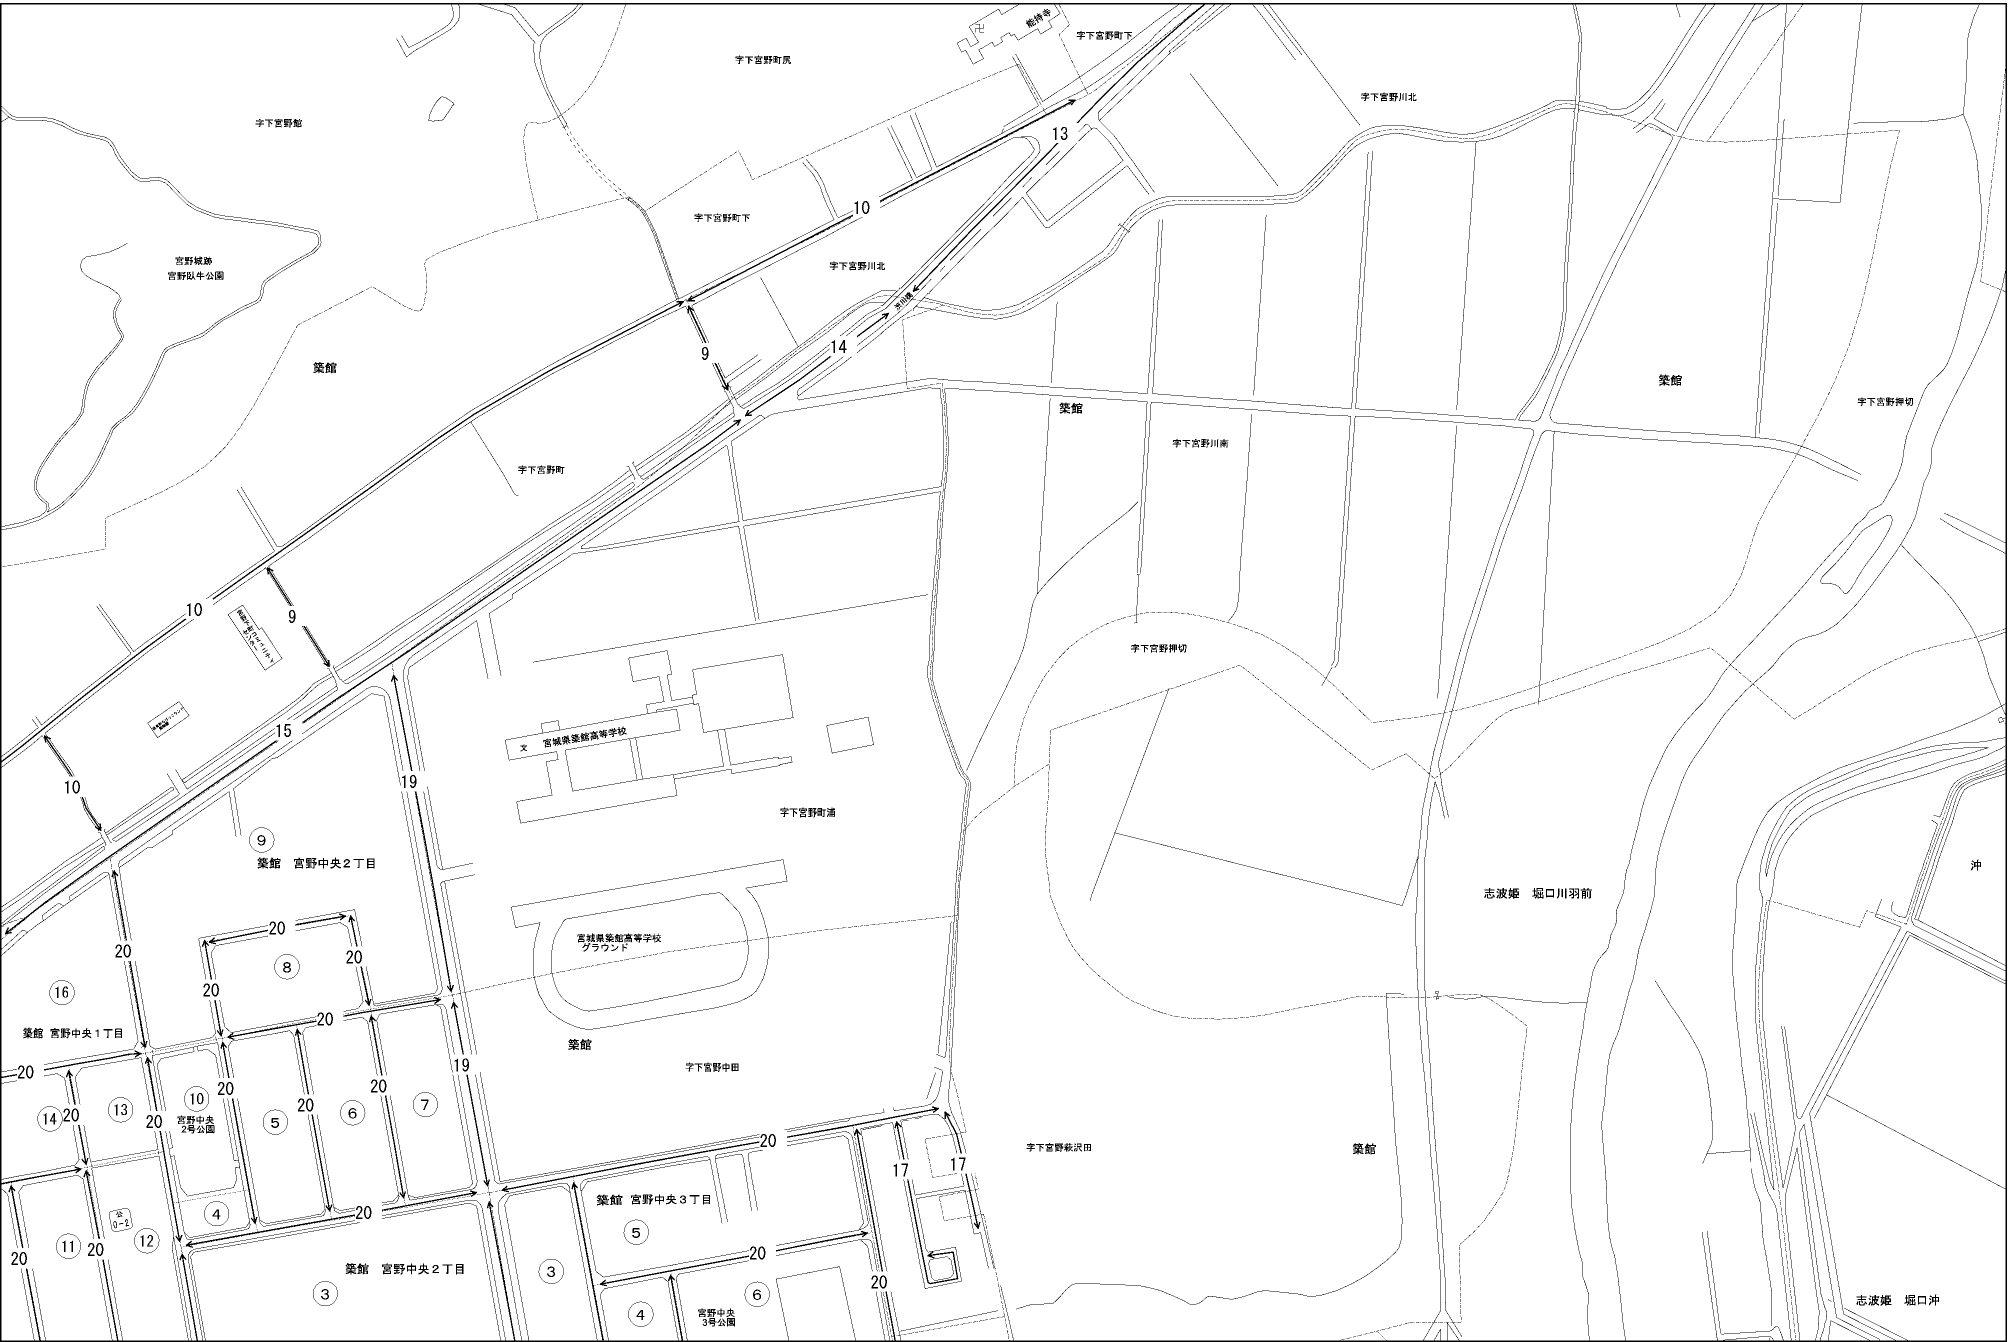 能持寺
字下宮野町下
字下宮野町尻
字下宮野川北
字下宮野館
13
10
字下宮野町下
宮野城跡
宮野臥牛公園
字下宮野川北
14
9
築館
築館
築館
字下宮野押切
字下宮野川南
字下宮野町
10
9
字下宮野押切
15
文 宮城県築館高等学校
19
10
字下宮野町浦
9
築館 宮野中央2丁目
沖
志波姫 堀口川羽前
20
20
宮城県築館高等学校
グラウンド
20
8
20
16
20
築館 宮野中央1丁目
築館
19
字下宮野中田
20
20
20
20
20
10
7
13
6
14
20
20
5
宮野中央
2号公園
20
字下宮野萩沢田
築館
17
17
築館 宮野中央3丁目
20
4
公
0-2
5
12
11
20
20
20
築館 宮野中央2丁目
3
20
3
6
4
宮野中央
3号公園
志波姫 堀口沖